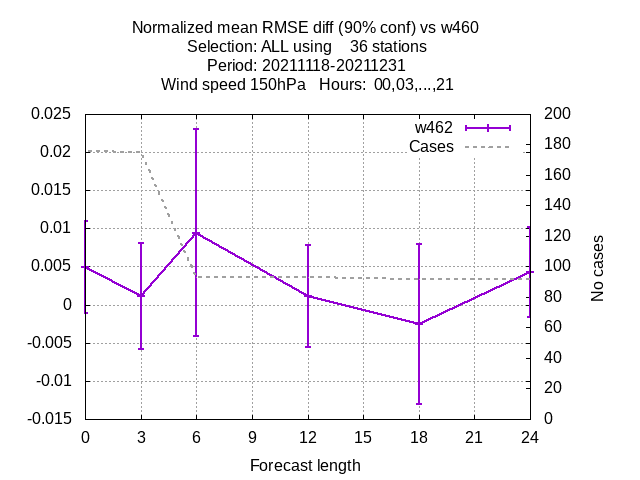 Normalized mean RMSE diff (90% conf) vs w460
Selection: ALL using    36 stations
Period: 20211118-20211231
Wind speed 150hPa   Hours:  00,03,...,21
w462
Cases
0.025
0.02
0.015
0.01
0.005
0
-0.005
-0.01
-0.015
200
180
160
140
120
100
80
60
40
20
0
No cases
0 3 6 9 12 15 18 21 24
Forecast length